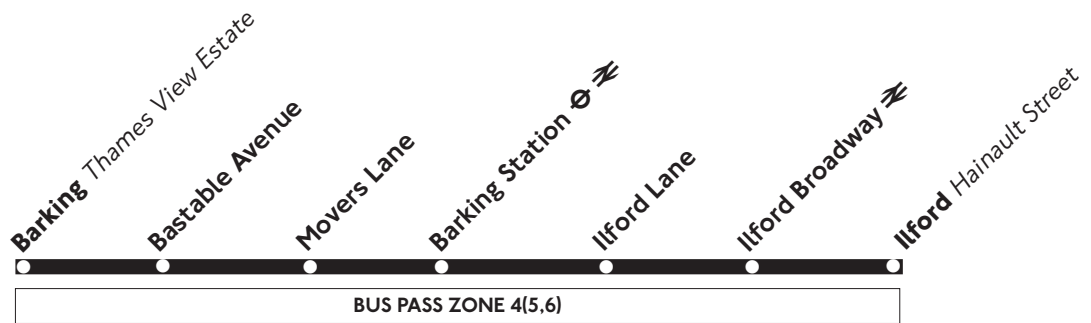 Barking Thames View Estate
Bastable Avenue
Movers Lane
Barking Station
Ilford Lane
Ilford Broadway
Ilford Hainault Street
BUS PASS ZONE 4(5,6)